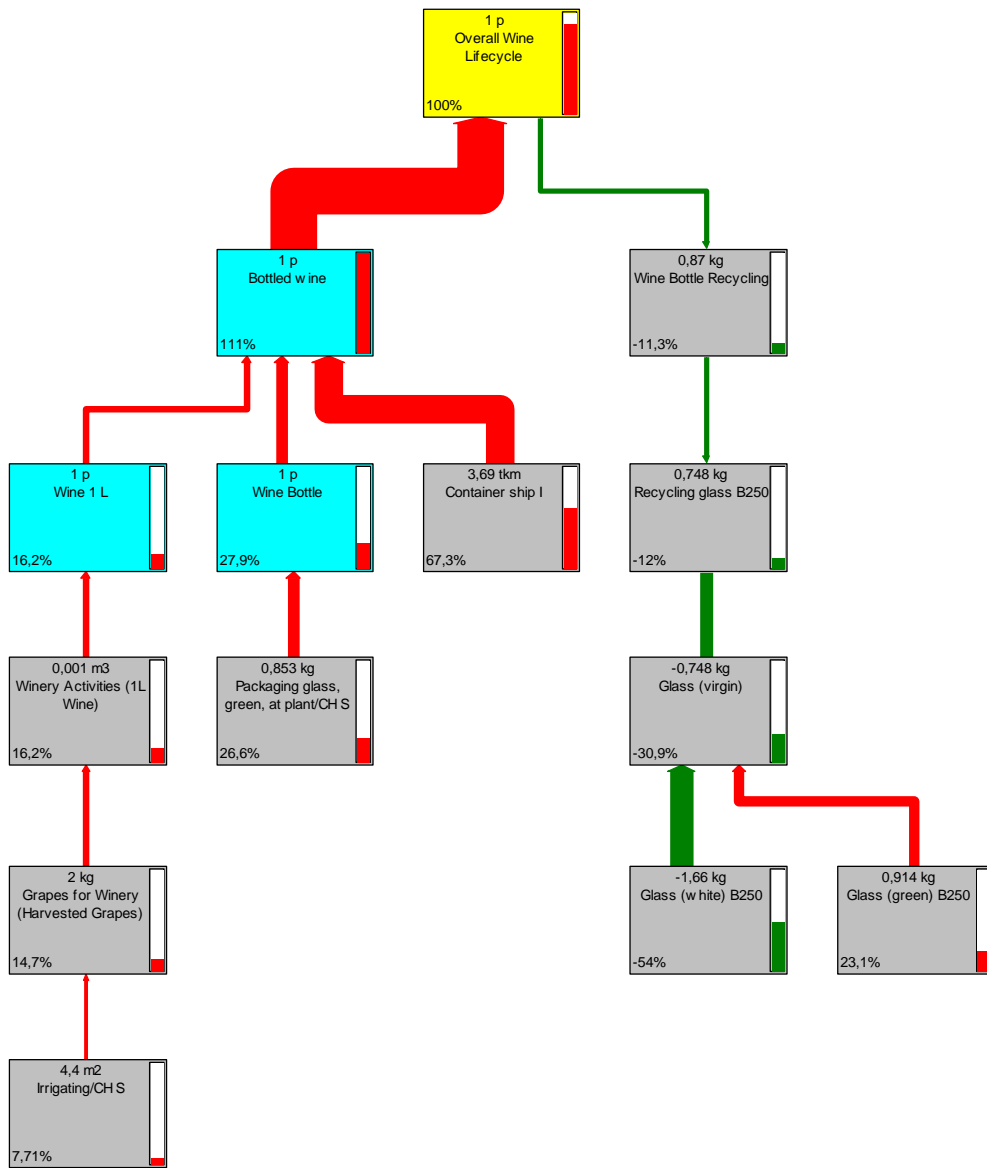 1 p
Overall Wine
Lifecycle
100%
1 p
Bottled wine
111%
0,87 kg
Wine Bottle Recycling
-11,3%
1 p
Wine 1 L
16,2%
1 p
Wine Bottle
27,9%
3,69 tkm
Container ship I
67,3%
0,748 kg
Recycling glass B250
-12%
0,001 m3
Winery Activities (1L
Wine)
16,2%
0,853 kg
Packaging glass,
green, at plant/CH S
26,6%
-0,748 kg
Glass (virgin)
-30,9%
2 kg
Grapes for Winery
(Harvested Grapes)
14,7%
-1,66 kg
Glass (white) B250
-54%
0,914 kg
Glass (green) B250
23,1%
4,4 m2
Irrigating/CH S
7,71%